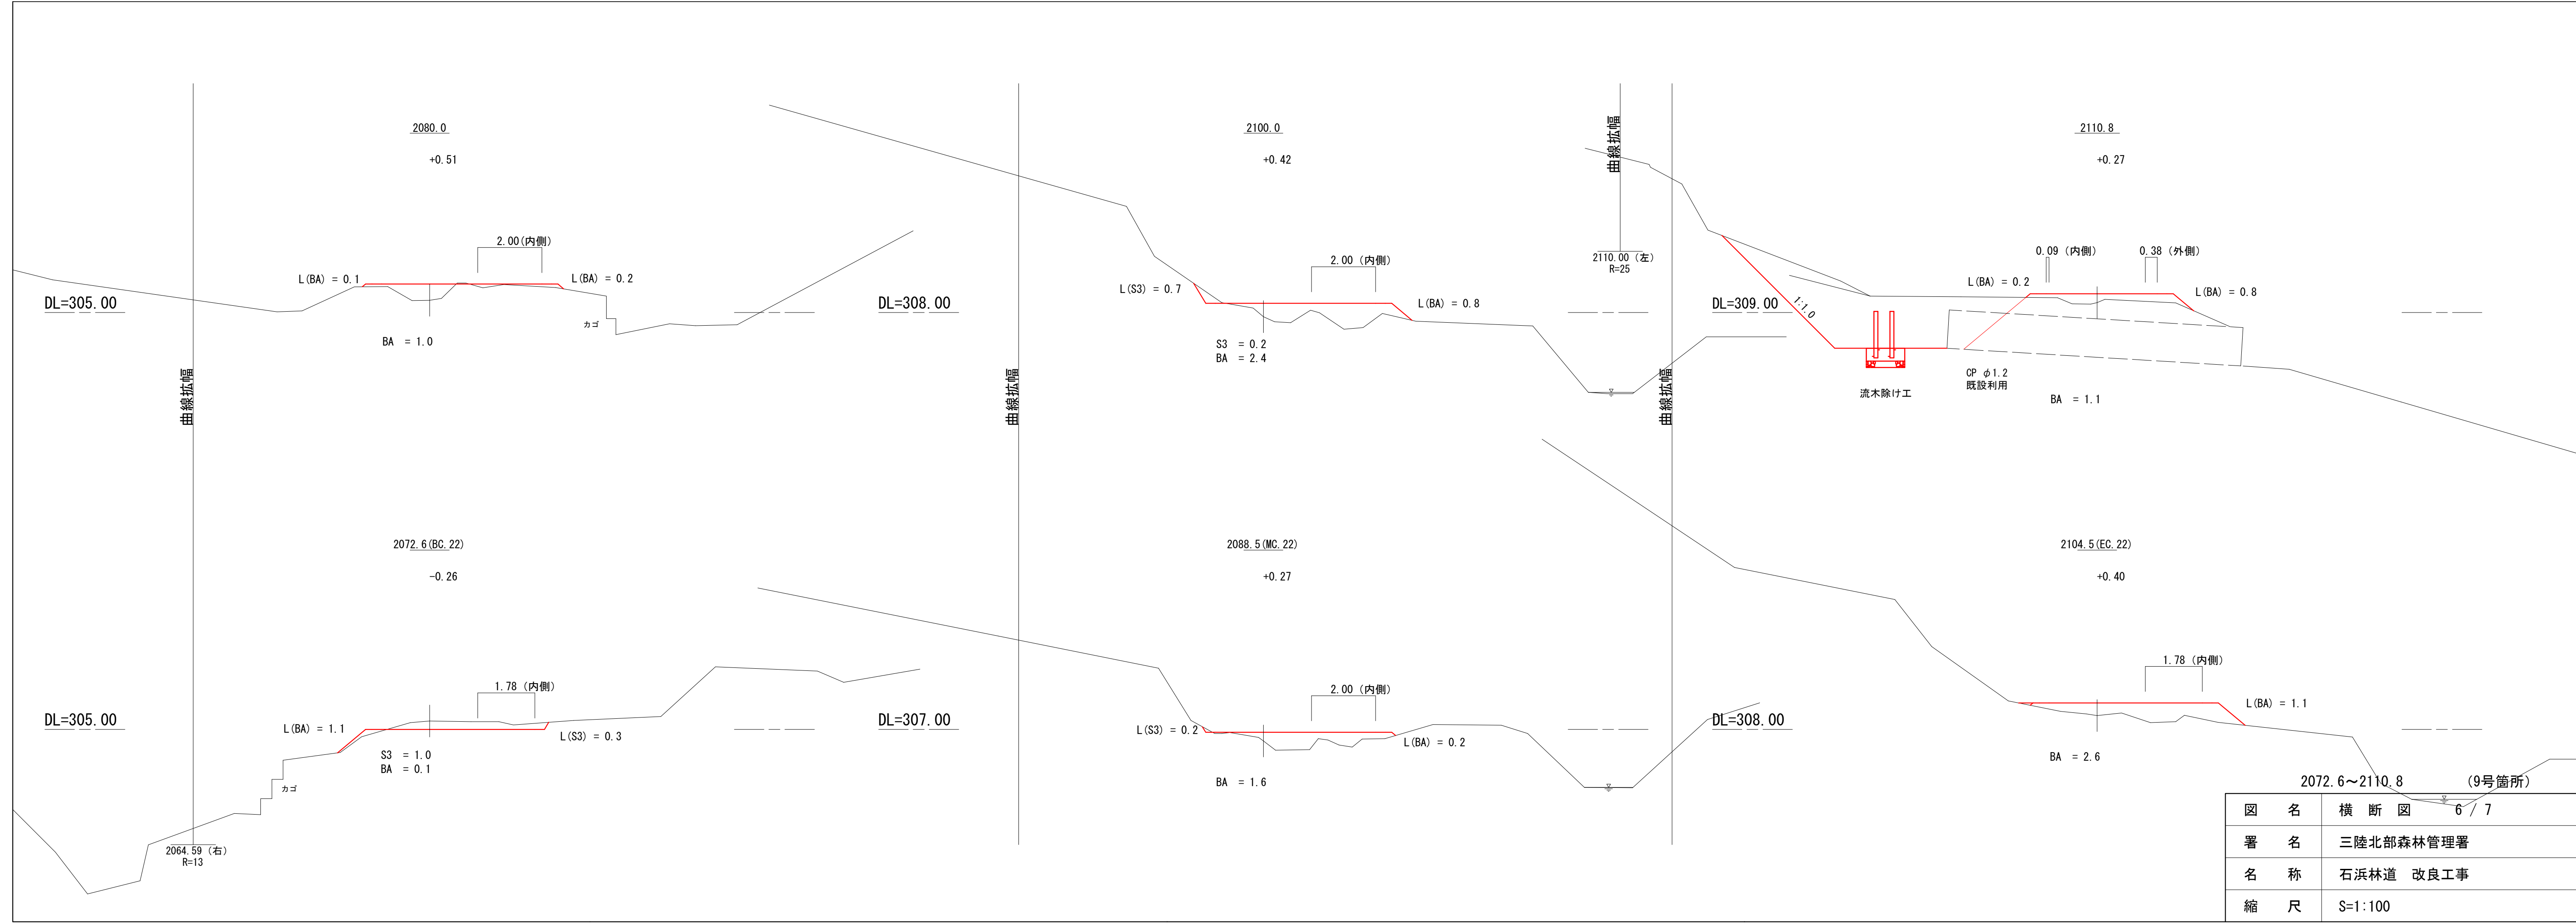 2080.0
+0.51
2.00(内側)
L(BA) = 0.1
L(BA) = 0.2
DL=305.00
カゴ
BA = 1.0
曲線拡幅
2072.6(BC.22)
-0.26
1.78 (内側)
DL=305.00
L(BA) = 1.1
L(S3) = 0.3
S3 = 1.0
BA = 0.1
カゴ
2064.59 (右)
R=13
2100.0
+0.42
2.00 (内側)
L(S3) = 0.7
L(BA) = 0.8
DL=308.00
S3 = 0.2
BA = 2.4
曲線拡幅
2088.5(MC.22)
+0.27
2.00 (内側)
DL=307.00
L(S3) = 0.2
L(BA) = 0.2
BA = 1.6
曲線拡幅
2110.00 (左)
R=25
2110.8
+0.27
0.09 (内側)
0.38 (外側)
L(BA) = 0.2
L(BA) = 0.8
DL=309.00
1:1.0
CP φ1.2
既設利用
流木除け工
BA = 1.1
曲線拡幅
2104.5(EC.22)
+0.40
1.78 (内側)
DL=308.00
L(BA) = 1.1
BA = 2.6
2072.6～2110.8 (9号箇所)
図 名 横 断 図 6 / 7
署 名 三陸北部森林管理署
名 称 石浜林道 改良工事
縮 尺 S=1:100